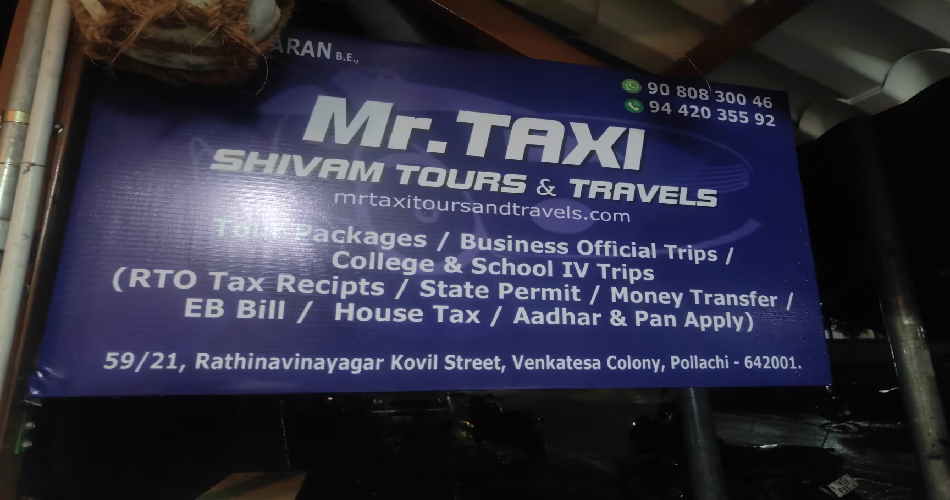 ARAN B.E.,
90 808 300 46
94 420 355 92
Mr.TAXI
SHIVAM TOURS & TRAVELS
mrtaxitoursandtravels.com
Tour Packages / Business Official Trips /
College & School IV Trips
(RTO Tax Recipts / State Permit / Money Transfer /
EB Bill / House Tax / Aadhar & Pan Apply)
59/21, Rathinavinayagar Kovil Street, Venkatesa Colony, Pollachi - 642001.